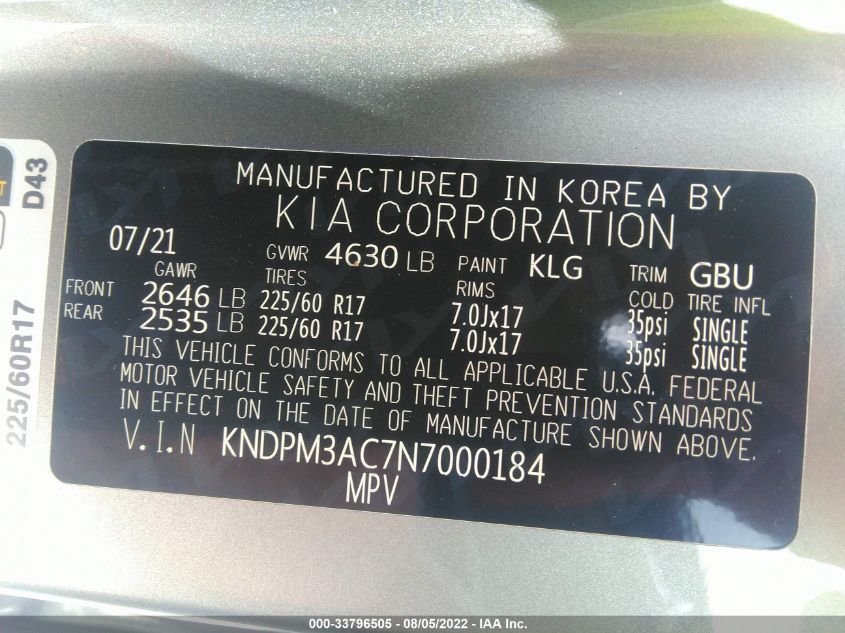 MANUFACTURED IN KOREA BY
KIA CORPORATION
07/21 GVWR 4630 LB PAINT KLG TRIM GBU
GAWR TIRES RIMS COLD TIRE INFL
FRONT 2646 LB 225/60 R17 7.0Jx17 35psi SINGLE
REAR 2535 LB 225/60 R17 7.0Jx17 35psi SINGLE
THIS VEHICLE CONFORMS TO ALL APPLICABLE U.S.A. FEDERAL
MOTOR VEHICLE SAFETY AND THEFT PREVENTION STANDARDS
IN EFFECT ON THE DATE OF MANUFACTURE SHOWN ABOVE.
V.I.N KNDPM3AC7N7000184
MPV
D43
225/60R17
000-33796505 - 08/05/2022 - IAA Inc.